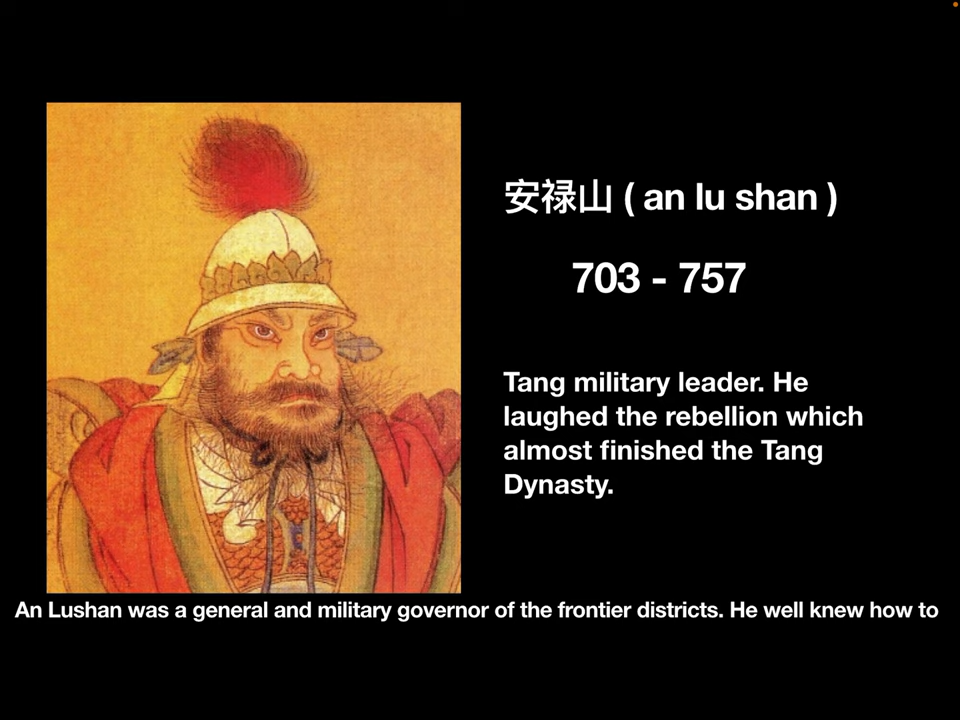 安禄山 ( an lu shan )
703 - 757
Tang military leader. He
laughed the rebellion which
almost finished the Tang
Dynasty.
An Lushan was a general and military governor of the frontier districts. He well knew how to